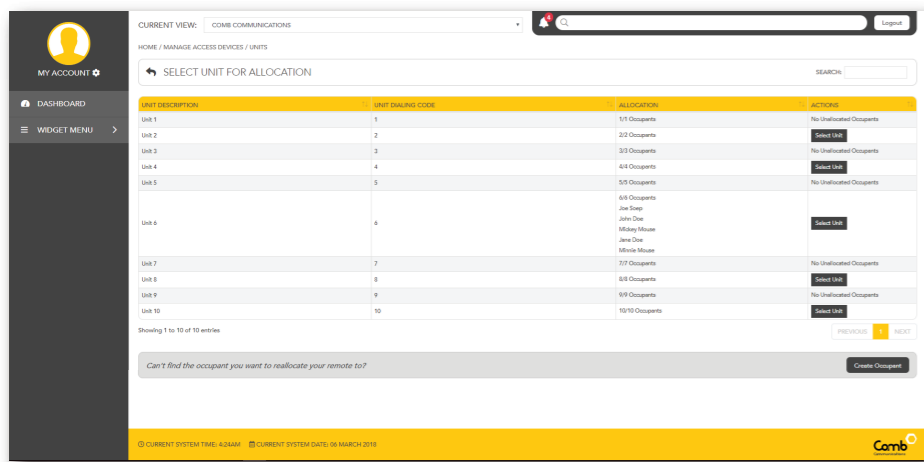 CURRENT VIEW: COMB COMMUNICATIONS
4
Logout
HOME / MANAGE ACCESS DEVICES / UNITS
MY ACCOUNT
SELECT UNIT FOR ALLOCATION
SEARCH:
DASHBOARD
WIDGET MENU
UNIT DESCRIPTION UNIT DIALING CODE ALLOCATION ACTIONS
Unit 1 1 1/1 Occupants No Unallocated Occupants
Unit 2 2 2/2 Occupants Select Unit
Unit 3 3 3/3 Occupants No Unallocated Occupants
Unit 4 4 4/4 Occupants Select Unit
Unit 5 5 5/5 Occupants No Unallocated Occupants
Unit 6 6 6/6 Occupants Select Unit
Joe Soep
John Doe
Mickey Mouse
Jane Doe
Minnie Mouse
Unit 7 7 7/7 Occupants No Unallocated Occupants
Unit 8 8 8/8 Occupants Select Unit
Unit 9 9 9/9 Occupants No Unallocated Occupants
Unit 10 10 10/10 Occupants Select Unit
Showing 1 to 10 of 10 entries
PREVIOUS 1 NEXT
Can't find the occupant you want to reallocate your remote to?
Create Occupant
CURRENT SYSTEM TIME: 4:24AM CURRENT SYSTEM DATE: 06 MARCH 2018
Comb
Communications